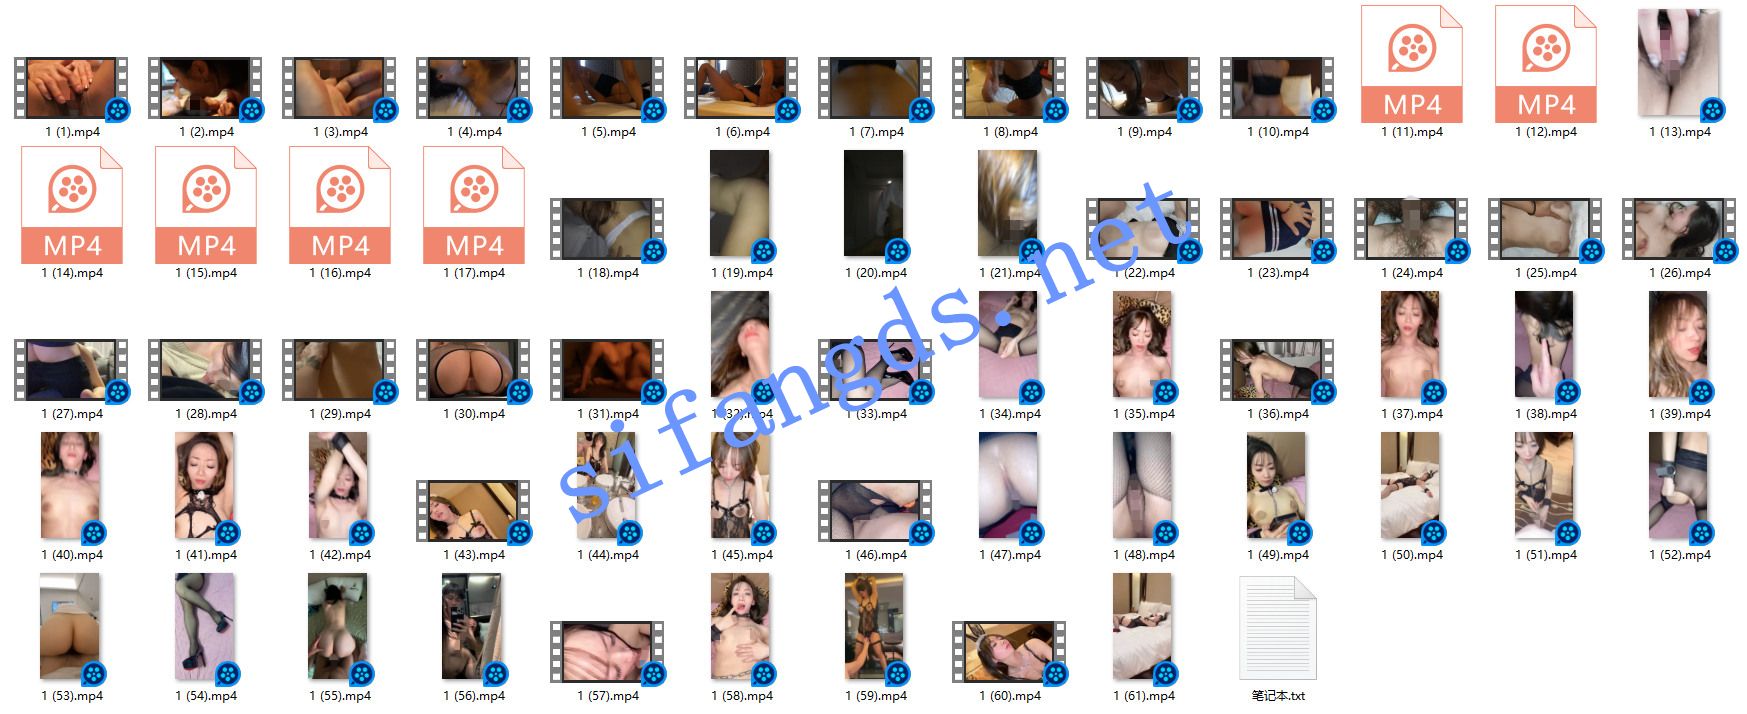 MP4
MP4
1 (1).mp4
1 (2).mp4
1 (3).mp4
1 (4).mp4
1 (5).mp4
1 (6).mp4
1 (7).mp4
1 (8).mp4
1 (9).mp4
1 (10).mp4
1 (11).mp4
1 (12).mp4
1 (13).mp4
MP4
MP4
MP4
MP4
1 (14).mp4
1 (15).mp4
1 (16).mp4
1 (17).mp4
1 (18).mp4
1 (19).mp4
1 (20).mp4
1 (21).mp4
1 (22).mp4
1 (23).mp4
1 (24).mp4
1 (25).mp4
1 (26).mp4
sifangds.net
1 (27).mp4
1 (28).mp4
1 (29).mp4
1 (30).mp4
1 (31).mp4
1 (32).mp4
1 (33).mp4
1 (34).mp4
1 (35).mp4
1 (36).mp4
1 (37).mp4
1 (38).mp4
1 (39).mp4
1 (40).mp4
1 (41).mp4
1 (42).mp4
1 (43).mp4
1 (44).mp4
1 (45).mp4
1 (46).mp4
1 (47).mp4
1 (48).mp4
1 (49).mp4
1 (50).mp4
1 (51).mp4
1 (52).mp4
1 (53).mp4
1 (54).mp4
1 (55).mp4
1 (56).mp4
1 (57).mp4
1 (58).mp4
1 (59).mp4
1 (60).mp4
1 (61).mp4
笔记本.txt